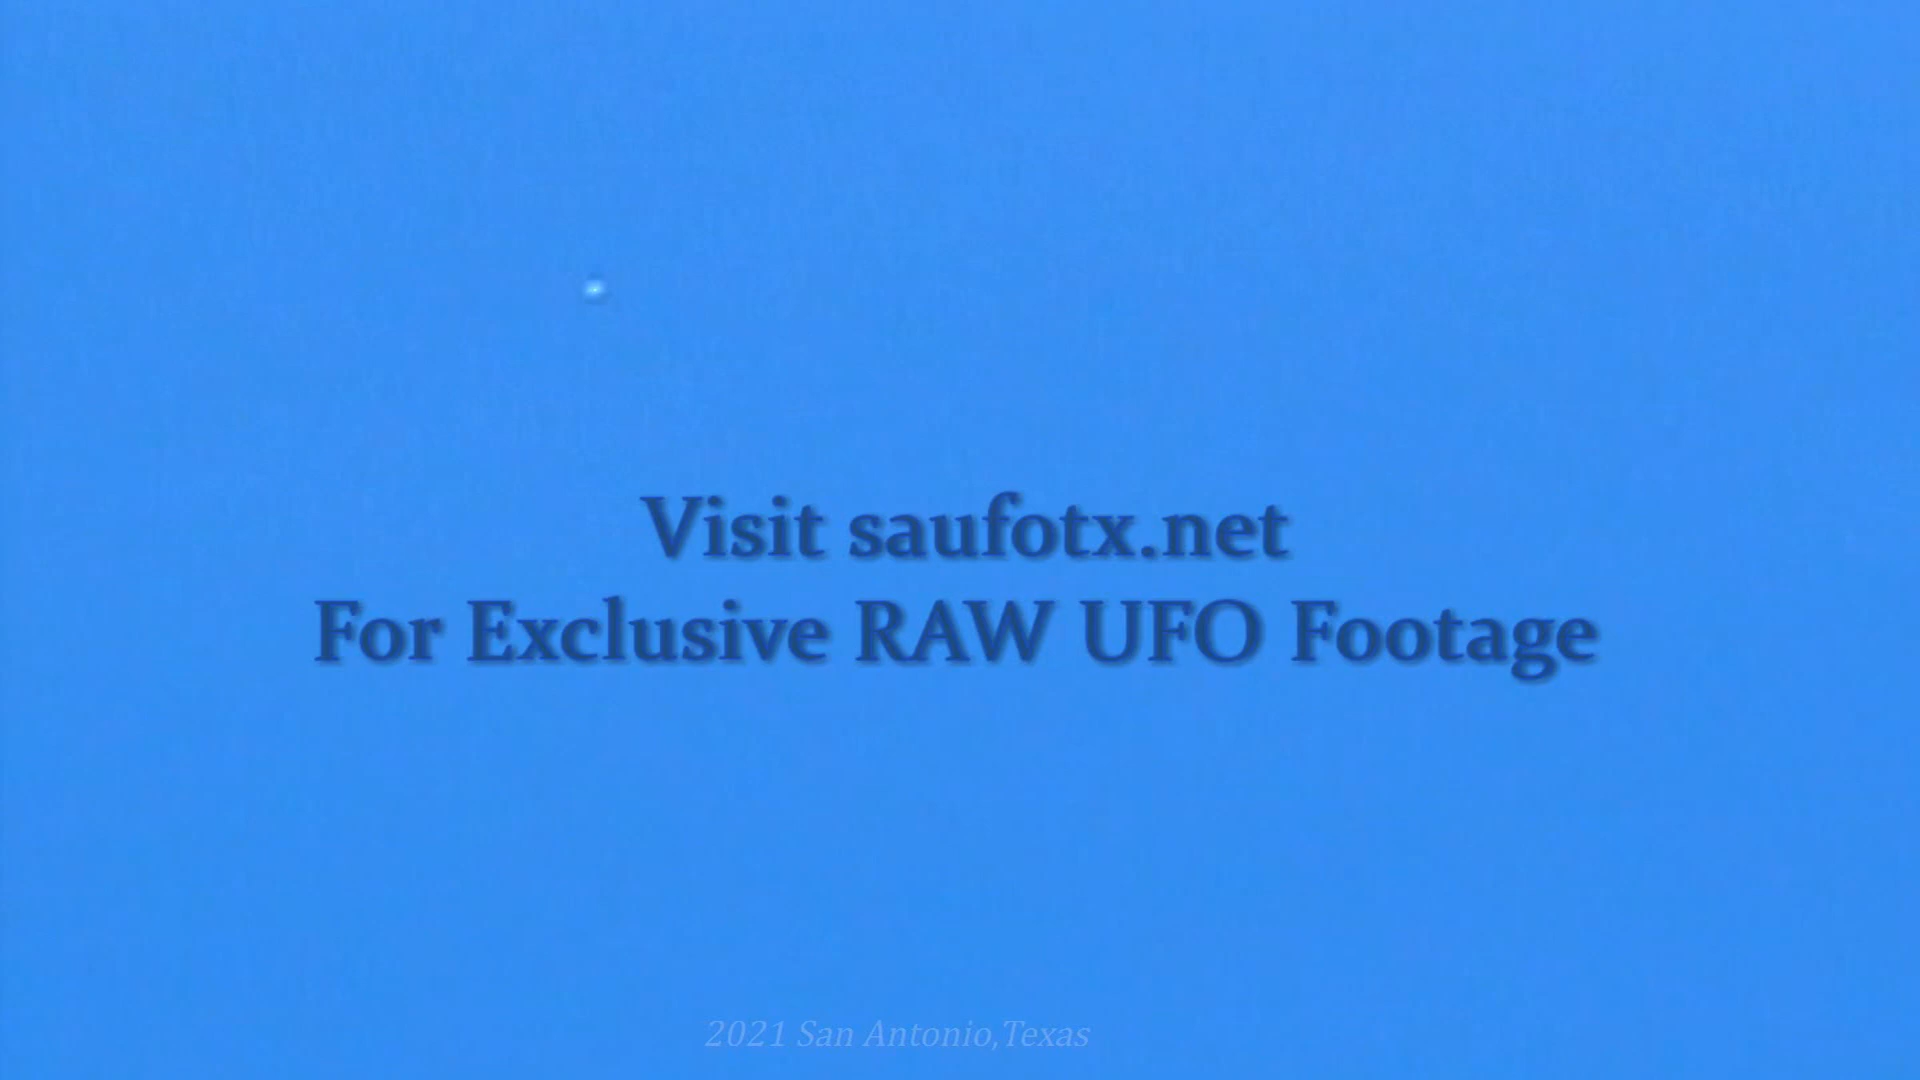 Visit saufotx.net
For Exclusive RAW UFO Footage
2021 San Antonio,Texas